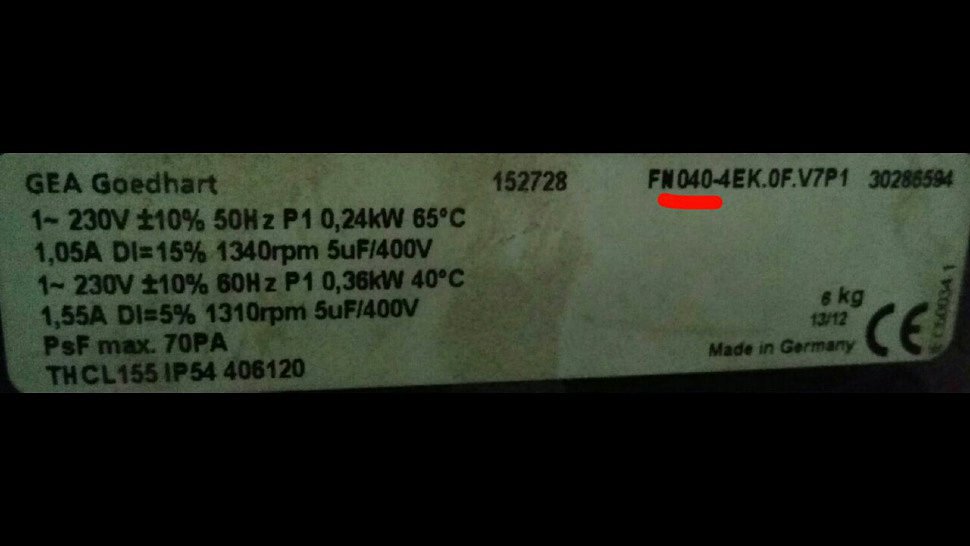 GEA Goedhart 152728 FN040-4EK.0F.V7P1 30286594
1~ 230V ±10% 50Hz P1 0,24kW 65°C
1,05A DI=15% 1340rpm 5uF/400V
1~ 230V ±10% 60Hz P1 0,36kW 40°C
1,55A DI=5% 1310rpm 5uF/400V
PsF max. 70PA
THCL155 IP54 406120
6 kg
13/12
Made in Germany
CE